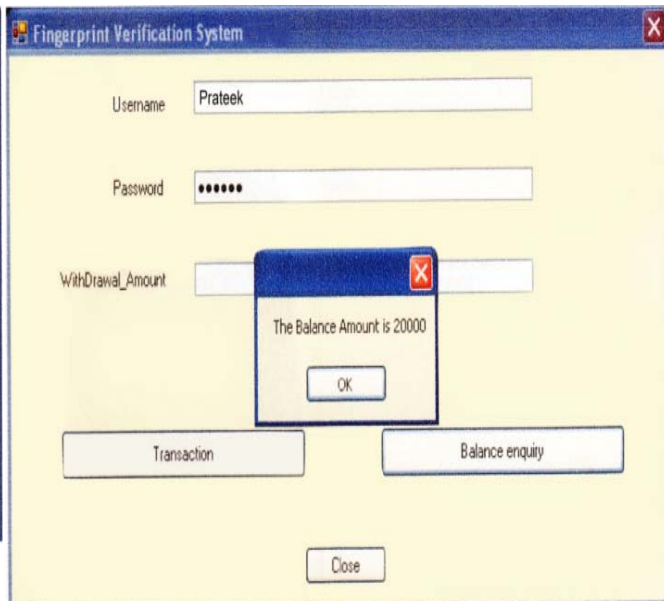 Fingerprint Verification System
Username
Prateek
Password
••••••
WithDrawal_Amount
The Balance Amount is 20000
OK
Transaction
Balance enquiry
Close